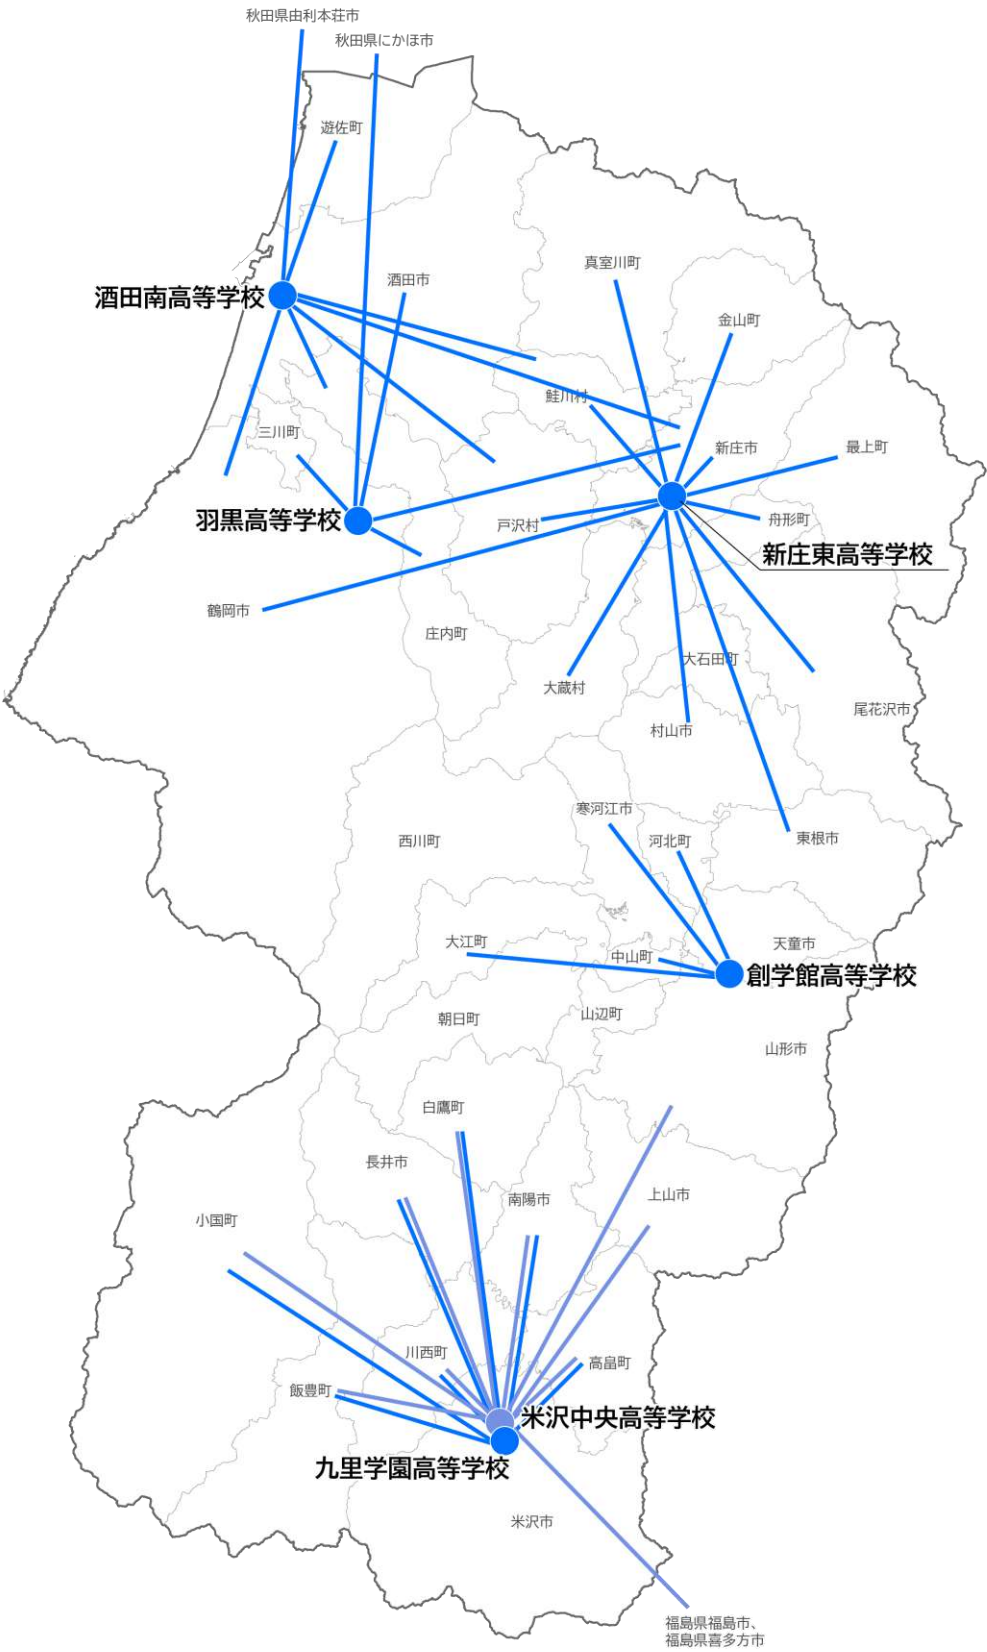 秋田県由利本荘市
秋田県にかほ市
遊佐町
真室川町
酒田市
酒田南高等学校
金山町
鮭川村
三川町
新庄市
最上町
羽黒高等学校
戸沢村
舟形町
新庄東高等学校
鶴岡市
庄内町
大石田町
大蔵村
尾花沢市
村山市
寒河江市
西川町
河北町
東根市
大江町
天童市
中山町
創学館高等学校
朝日町
山辺町
山形市
白鷹町
長井市
南陽市
上山市
小国町
川西町
高畠町
飯豊町
米沢中央高等学校
九里学園高等学校
米沢市
福島県福島市、
福島県喜多方市